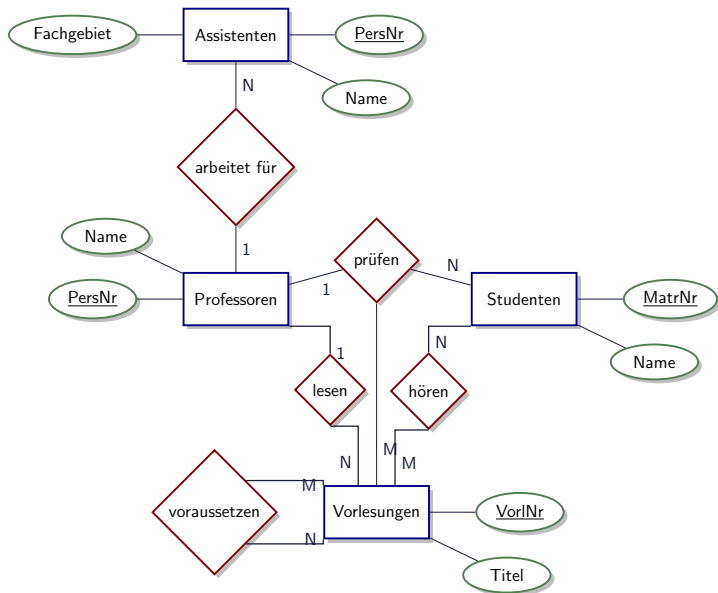 Fachgebiet
Assistenten
PersNr
Name
N
arbeitet für
1
Name
prüfen
N
1
PersNr
Professoren
Studenten
MatrNr
N
1
Name
lesen
hören
M
N
M
M
voraussetzen
Vorlesungen
VorlNr
N
Titel